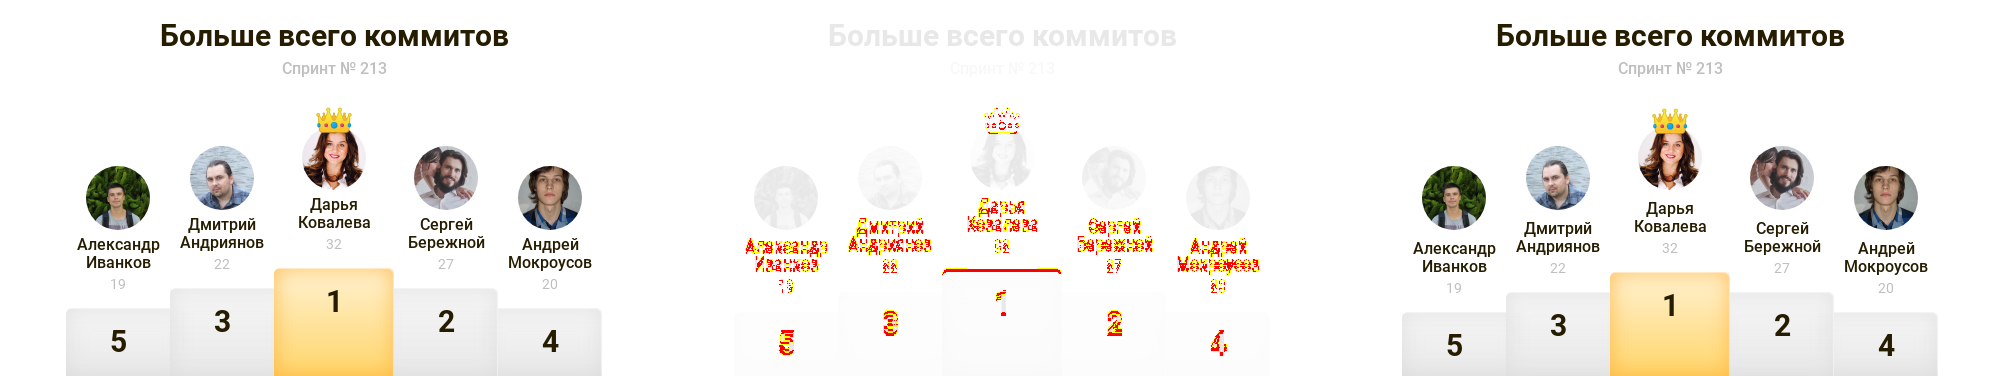 Больше всего коммитов
Спринт № 213
Дарья
Ковалева
32
Дмитрий
Андриянов
22
Сергей
Бережной
27
Александр
Иванков
19
Андрей
Мокроусов
20
5
3
1
2
4
Больше всего коммитов
Спринт № 213
Дарья
Ковалева
32
Дмитрий
Андриянов
22
Сергей
Бережной
27
Александр
Иванков
19
Андрей
Мокроусов
20
5
3
1
2
4
Больше всего коммитов
Спринт № 213
Дарья
Ковалева
32
Дмитрий
Андриянов
22
Сергей
Бережной
27
Александр
Иванков
19
Андрей
Мокроусов
20
5
3
1
2
4